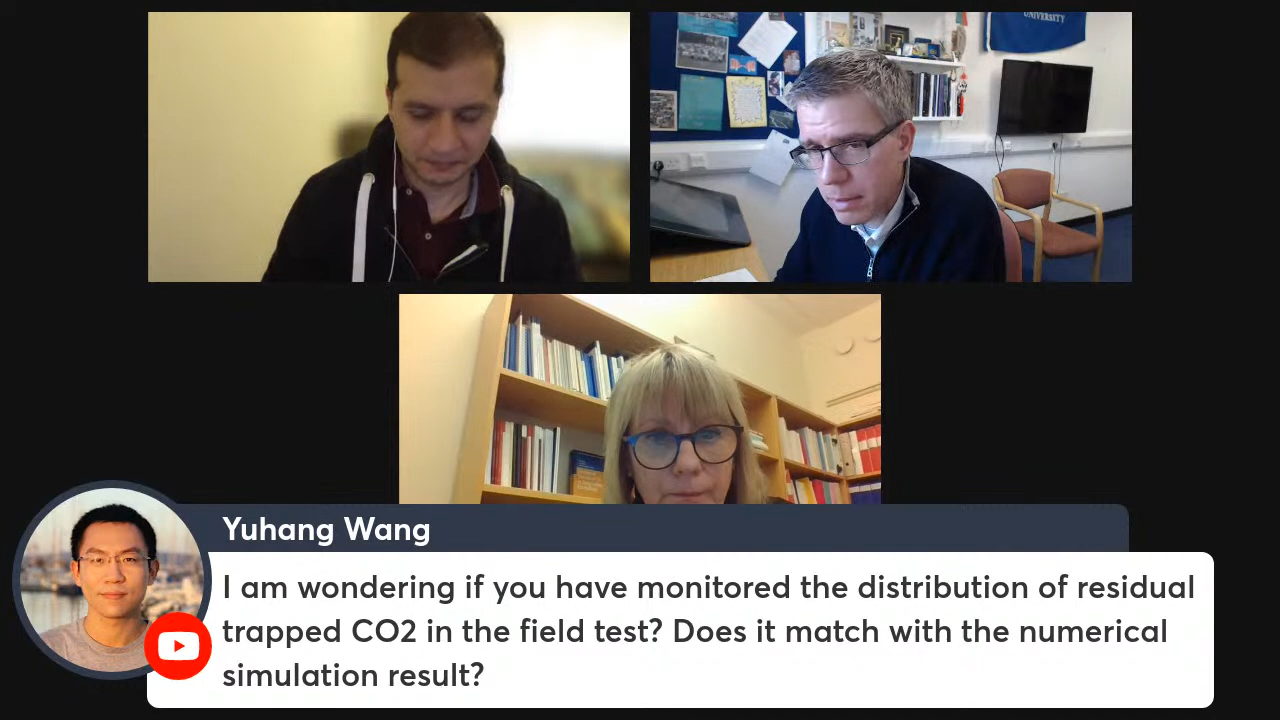 UNIVERSITY
Yuhang Wang
I am wondering if you have monitored the distribution of residual
trapped CO2 in the field test? Does it match with the numerical
simulation result?